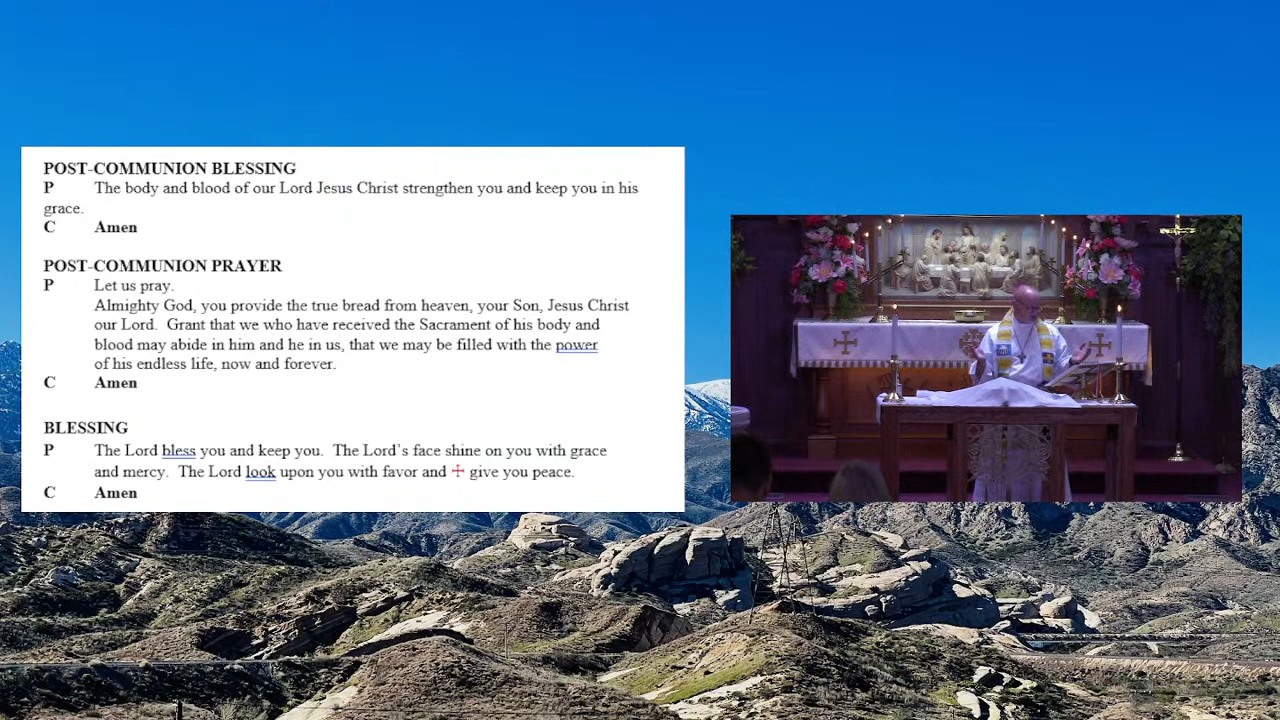 POST-COMMUNION BLESSING
P The body and blood of our Lord Jesus Christ strengthen you and keep you in his
grace.
C Amen
POST-COMMUNION PRAYER
P Let us pray.
Almighty God, you provide the true bread from heaven, your Son, Jesus Christ
our Lord. Grant that we who have received the Sacrament of his body and
blood may abide in him and he in us, that we may be filled with the power
of his endless life, now and forever.
C Amen
BLESSING
P The Lord bless you and keep you. The Lord's face shine on you with grace
and mercy. The Lord look upon you with favor and ☩ give you peace.
C Amen